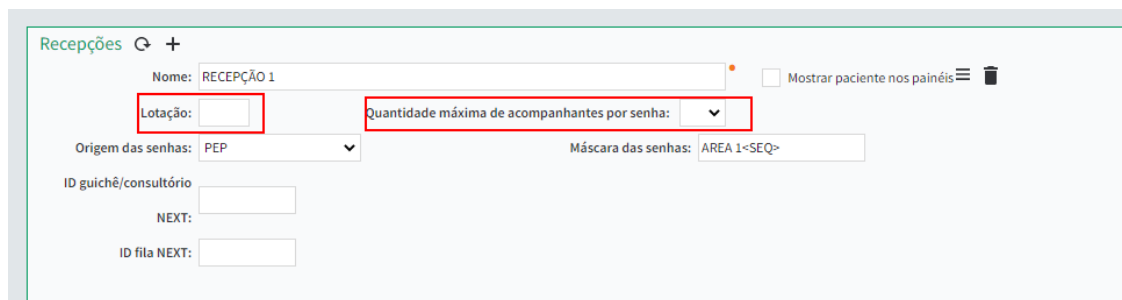 Recepções
Nome: RECEPÇÃO 1 Mostrar paciente nos painéis
Lotação: Quantidade máxima de acompanhantes por senha:
Origem das senhas: PEP Máscara das senhas: AREA 1<SEQ>
ID guichê/consultório
NEXT:
ID fila NEXT: